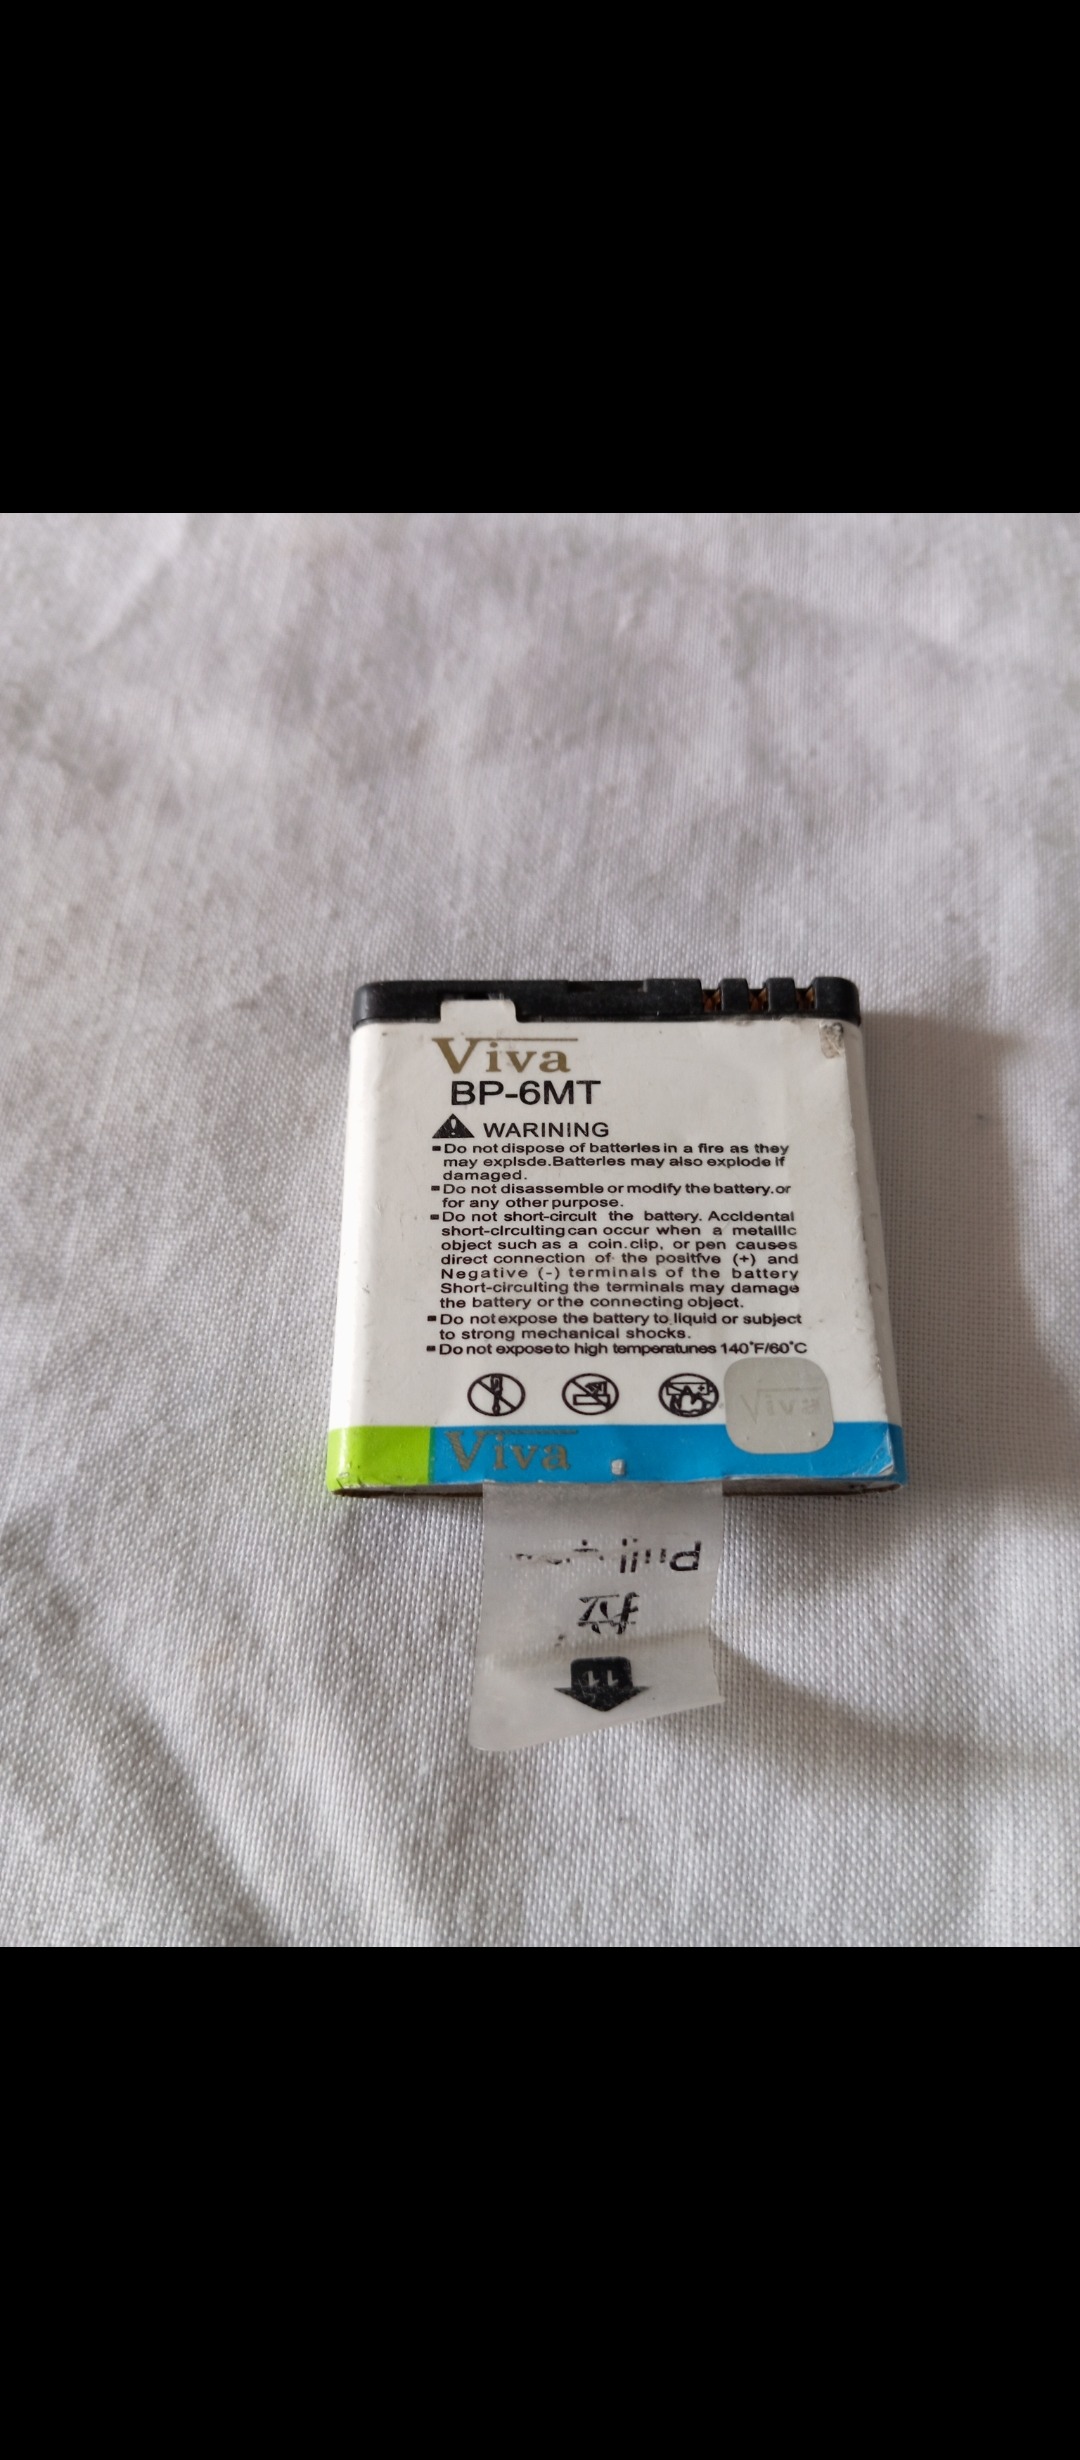 Viva
BP-6MT
WARINING
Do not dispose of batteries in a fire as they
may explsde.Batteries may also explode if
damaged.
Do not disassemble or modify the battery.or
for any other purpose.
Do not short-circult the battery. Accidental
short-circulting can occur when a metallic
object such as a coin.clip, or pen causes
direct connection of the positfve (+) and
Negative (-) terminals of the battery
Short-circulting the terminals may damage
the battery or the connecting object.
Do not expose the battery to liquid or subject
to strong mechanical shocks.
Do not expose to high temperatunes 140°F/60°C
Viva
Viva
Pull
拉